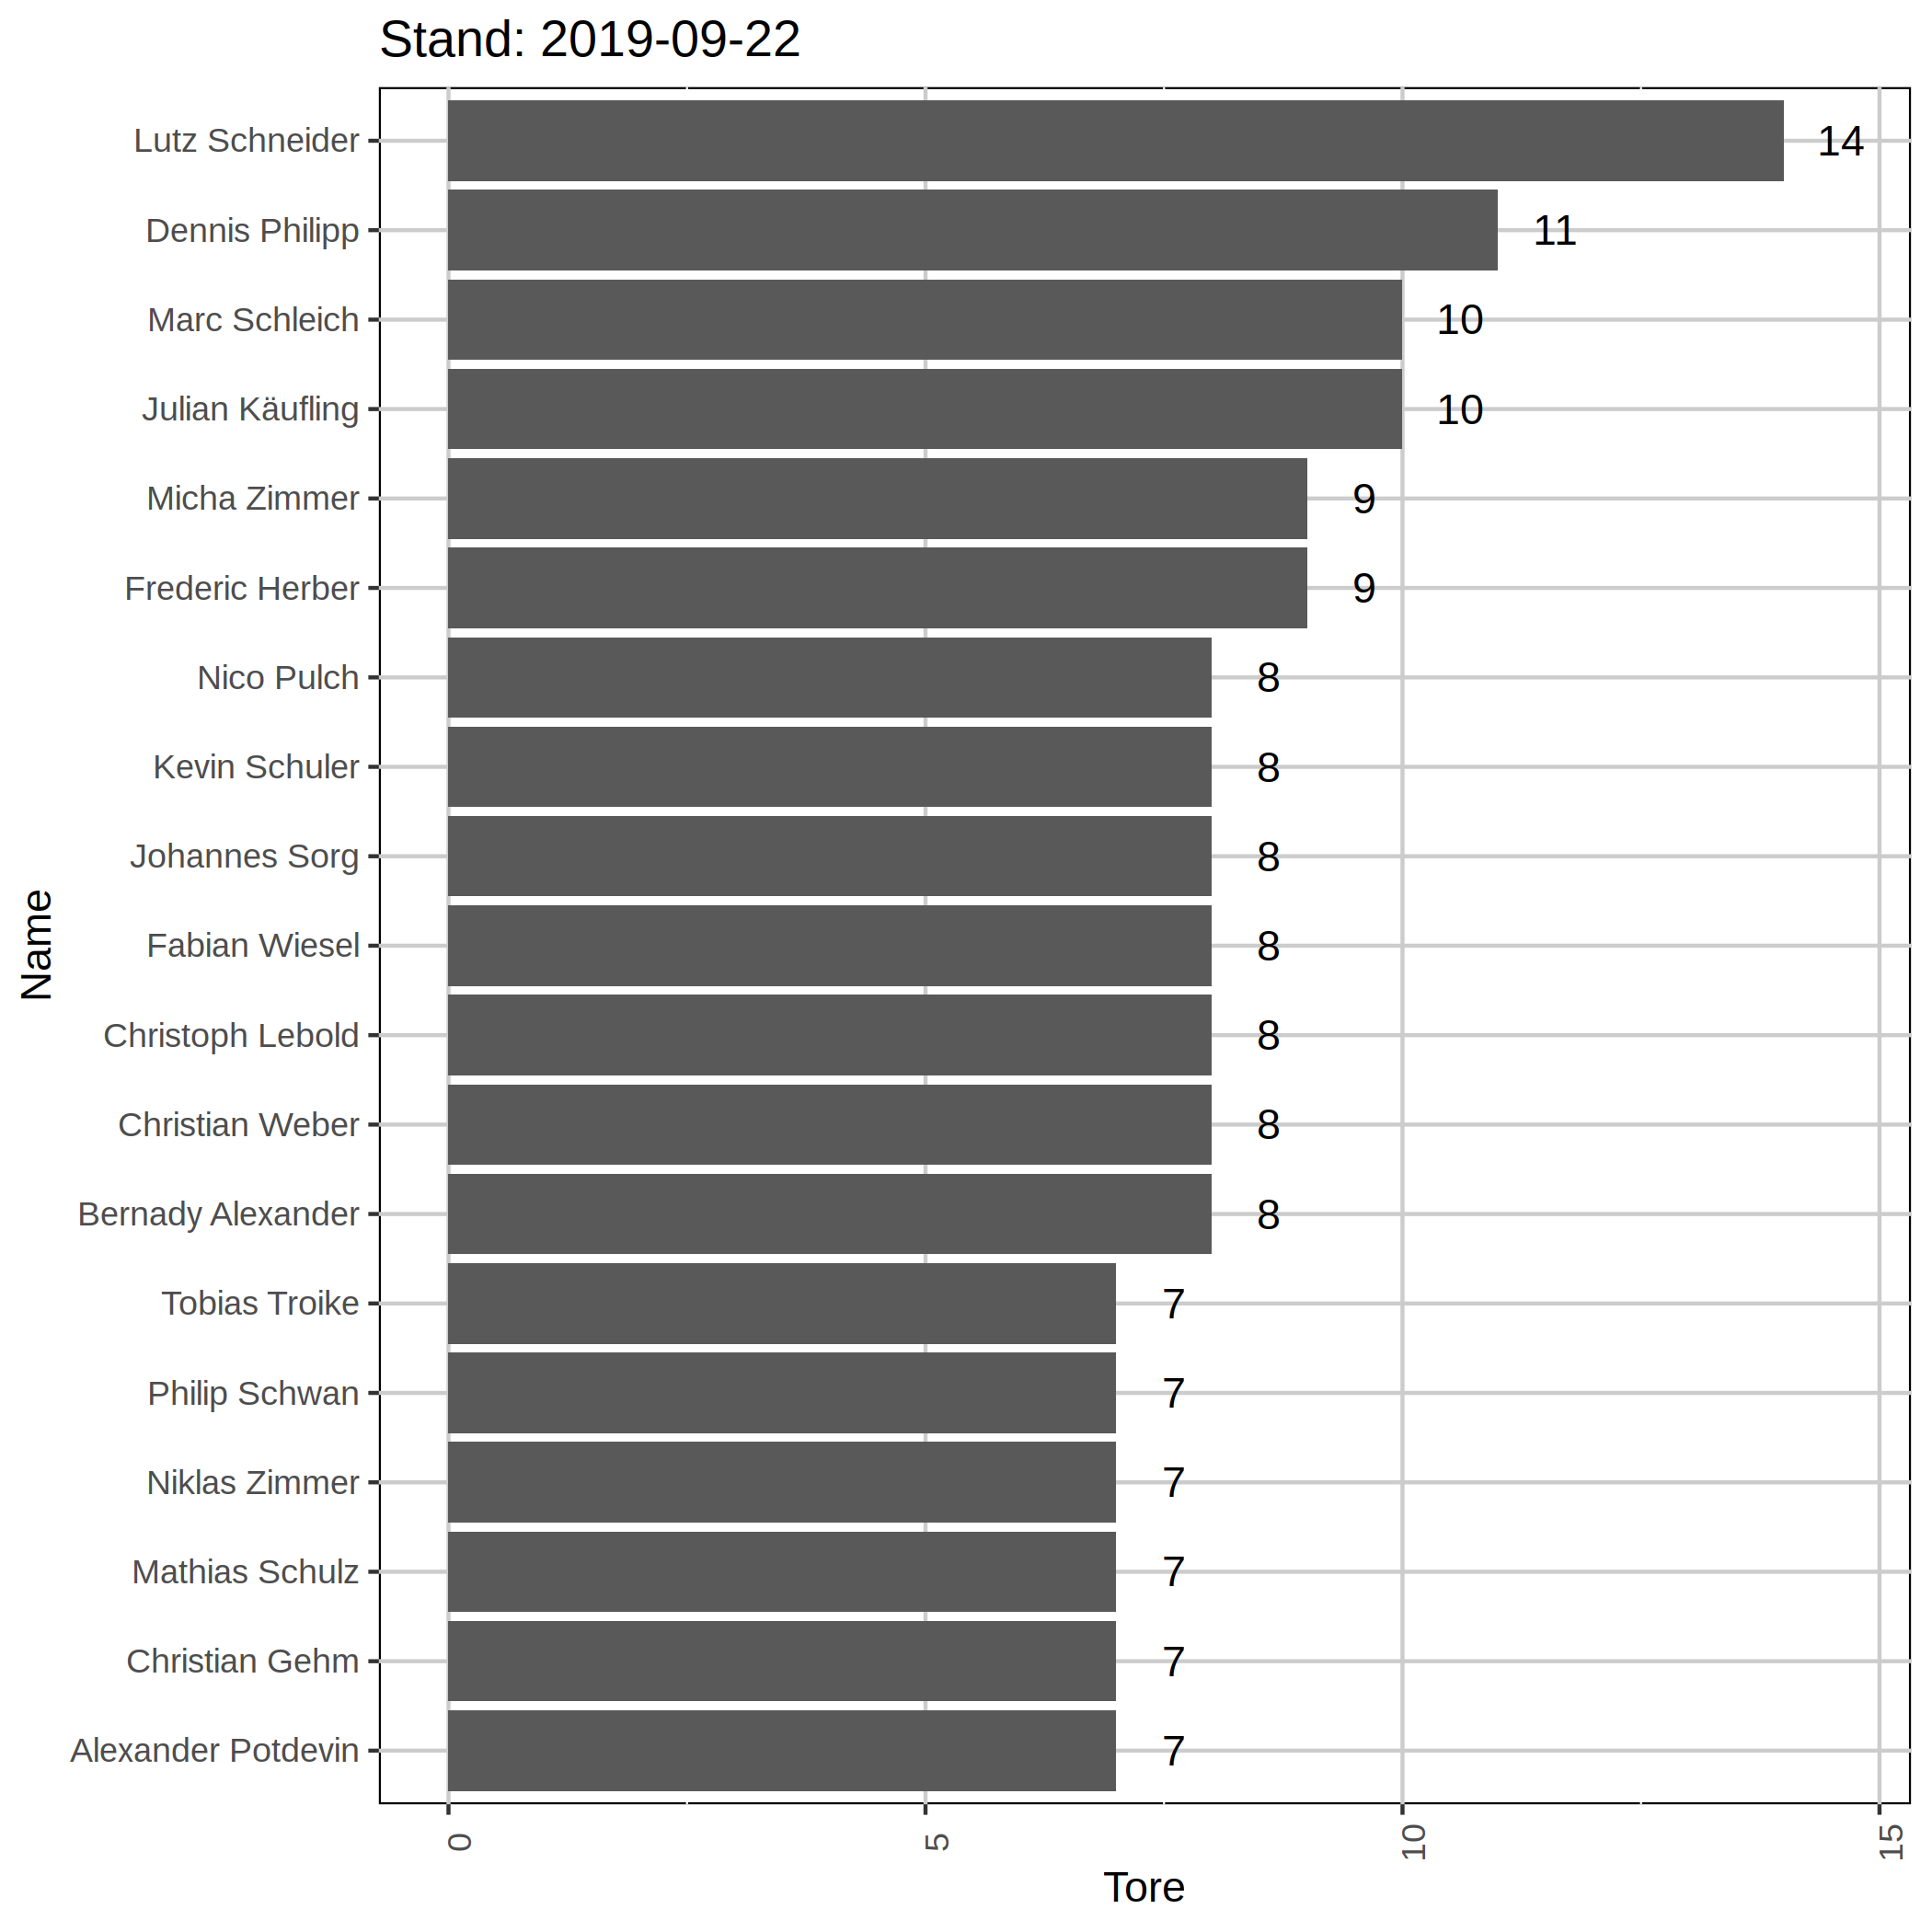 Stand: 2019-09-22
Lutz Schneider 14
Dennis Philipp 11
Marc Schleich 10
Julian Käufling 10
Micha Zimmer 9
Frederic Herber 9
Nico Pulch 8
Kevin Schuler 8
Johannes Sorg 8
Fabian Wiesel 8
Christoph Lebold 8
Christian Weber 8
Bernady Alexander 8
Tobias Troike 7
Philip Schwan 7
Niklas Zimmer 7
Mathias Schulz 7
Christian Gehm 7
Alexander Potdevin 7
Name
0 5 10 15
Tore